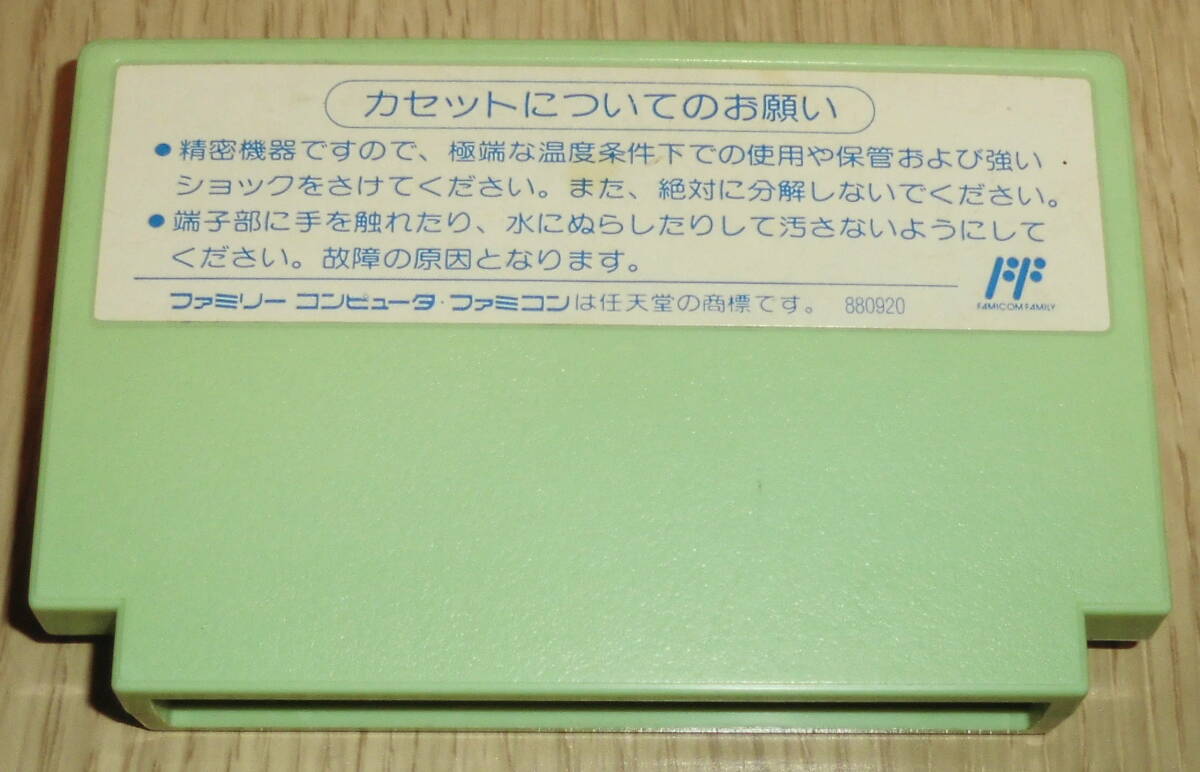 カセットについてのお願い
●精密機器ですので、極端な温度条件下での使用や保管および強い
ショックをさけてください。また、絶対に分解しないでください。
●端子部に手を触れたり、水にぬらしたりして汚さないようにして
ください。故障の原因となります。
ファミリー コンピュータ・ファミコンは任天堂の商標です。 880920
FAMICOM FAMILY